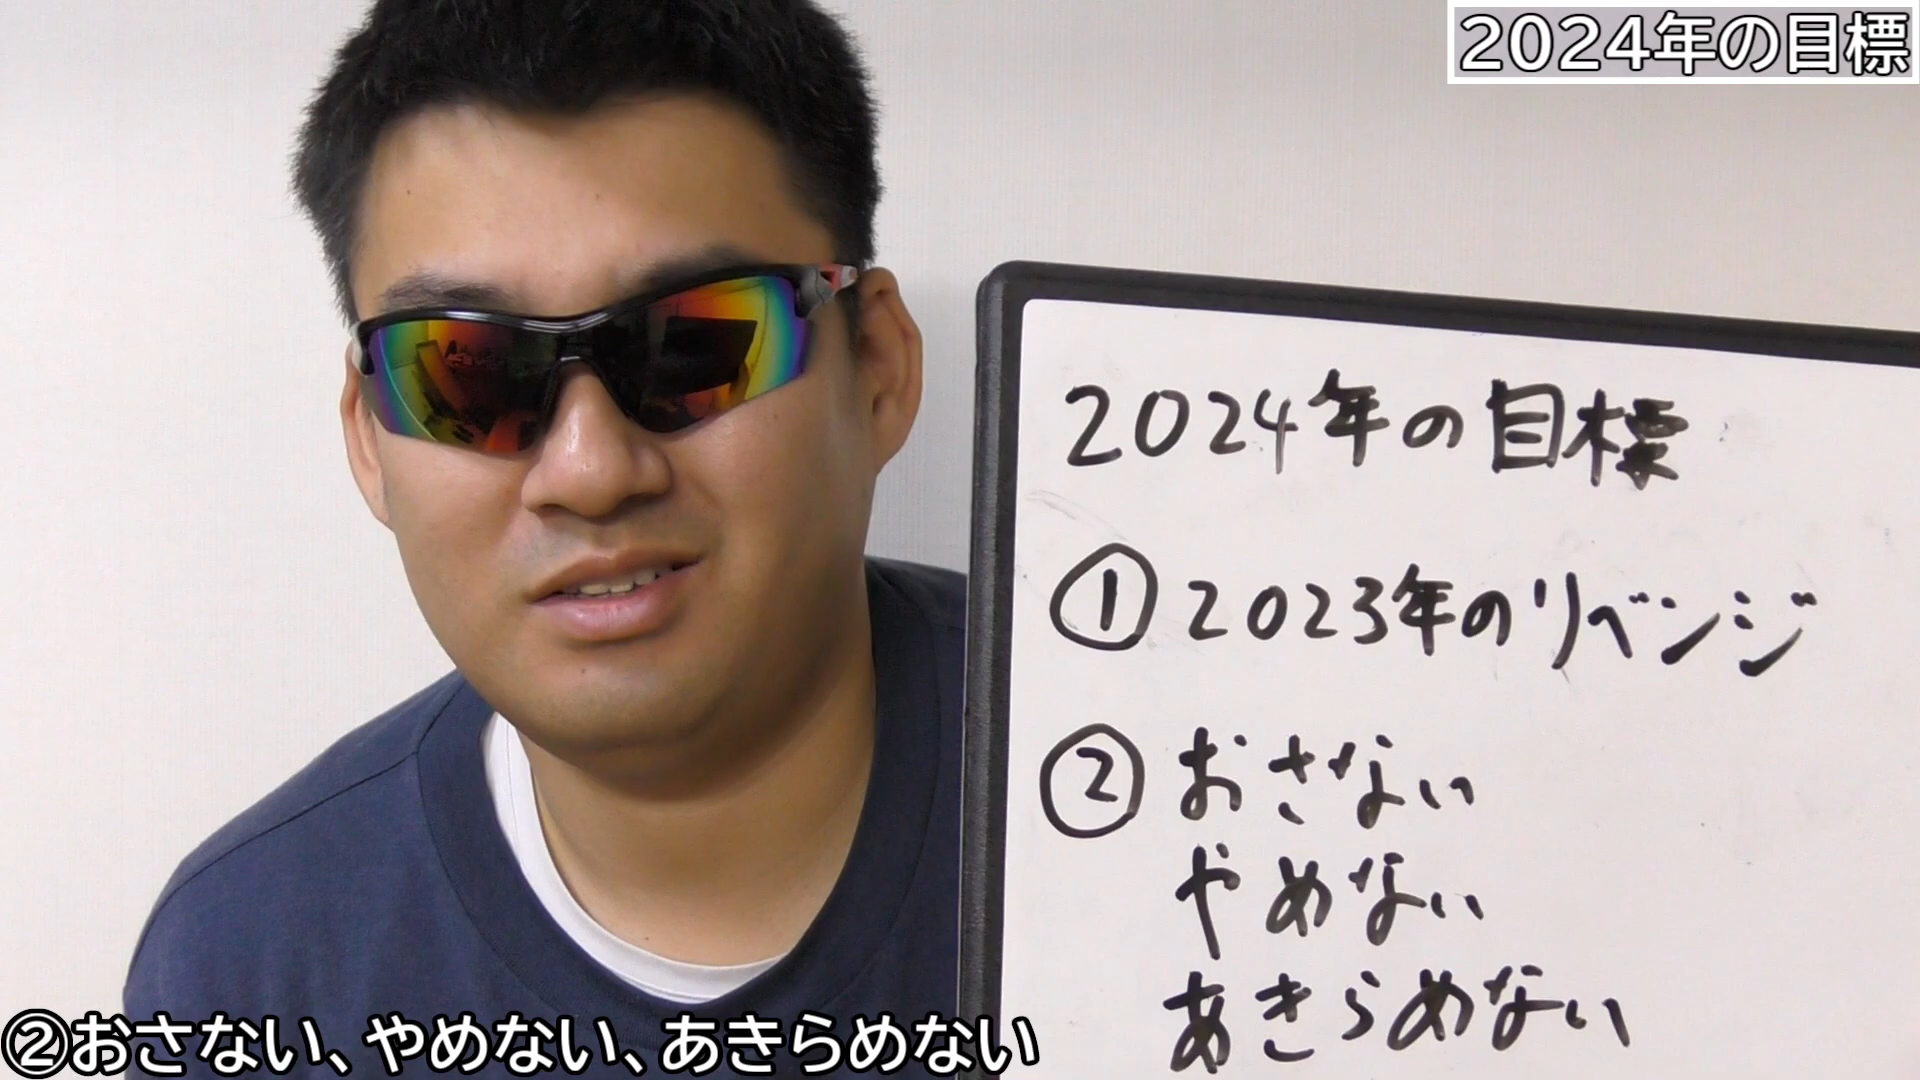 2024年の目標
2024年の目標
①2023年のリベンジ
②おさない
やめない
あきらめない
②おさない、やめない、あきらめない